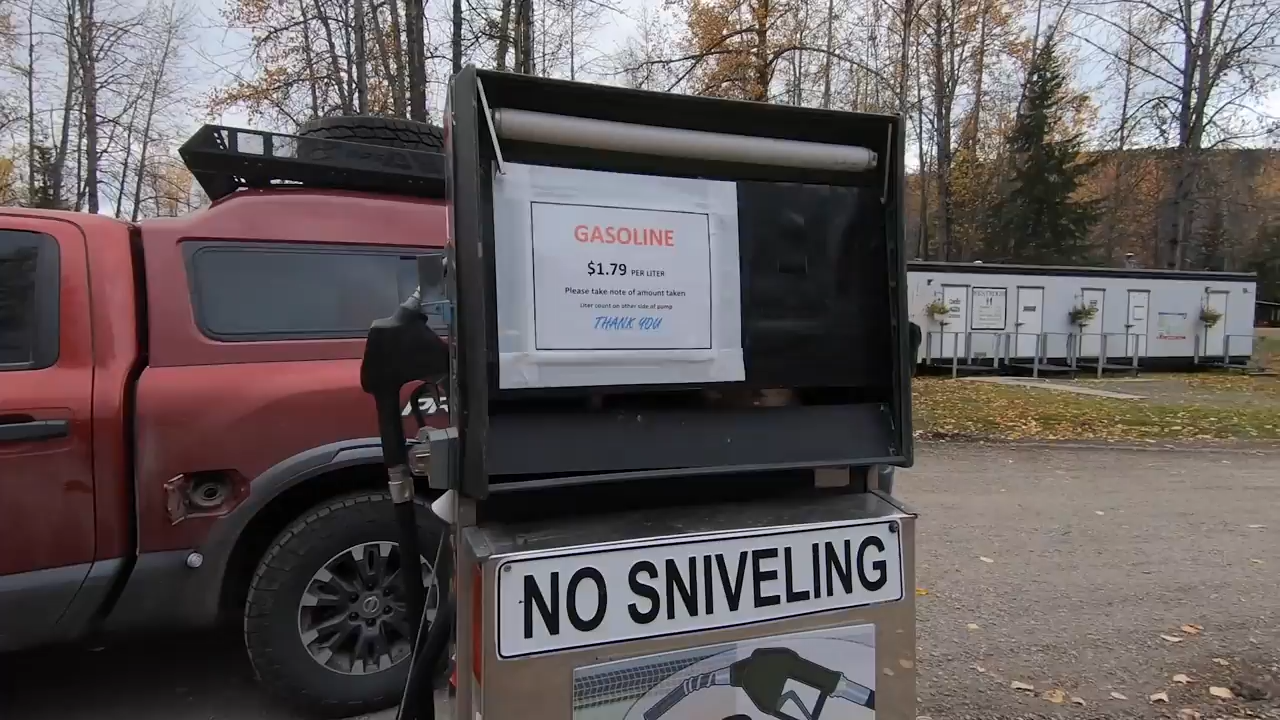 GASOLINE
$1.79 PER LITER
Please take note of amount taken
Liter count on other side of pump
THANK YOU
NO SNIVELING